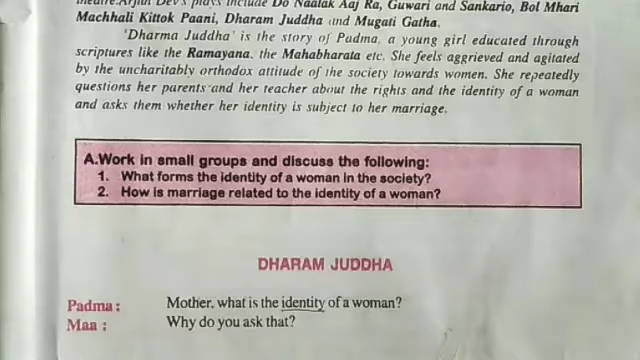 theatre. Arjun Dev's plays include Do Naatak Aaj Ra, Guwari and Sankario, Bol Mhari
Machhali Kittok Paani, Dharam Juddha and Mugati Gatha.
'Dharma Juddha' is the story of Padma, a young girl educated through
scriptures like the Ramayana, the Mahabharata etc. She feels aggrieved and agitated
by the uncharitably orthodox attitude of the society towards women. She repeatedly
questions her parents and her teacher about the rights and the identity of a woman
and asks them whether her identity is subject to her marriage.
A.Work in small groups and discuss the following:
1. What forms the identity of a woman in the society?
2. How is marriage related to the identity of a woman?
DHARAM JUDDHA
Padma : Mother, what is the identity of a woman?
Maa : Why do you ask that?